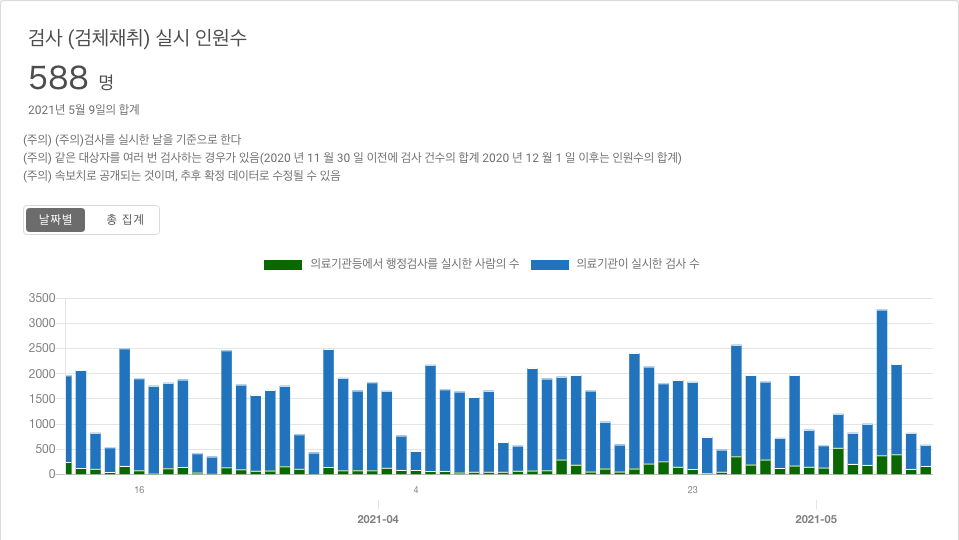 검사 (검체채취) 실시 인원수
588 명
2021년 5월 9일의 합계
(주의) (주의)검사를 실시한 날을 기준으로 한다
(주의) 같은 대상자를 여러 번 검사하는 경우가 있음(2020 년 11 월 30 일 이전에 검사 건수의 합계 2020 년 12 월 1 일 이후는 인원수의 합계)
(주의) 속보치로 공개되는 것이며, 추후 확정 데이터로 수정될 수 있음
날짜별 총 집계
의료기관등에서 행정검사를 실시한 사람의 수 의료기관이 실시한 검사 수
3500
3000
2500
2000
1500
1000
500
0
16 4 23
2021-04 2021-05